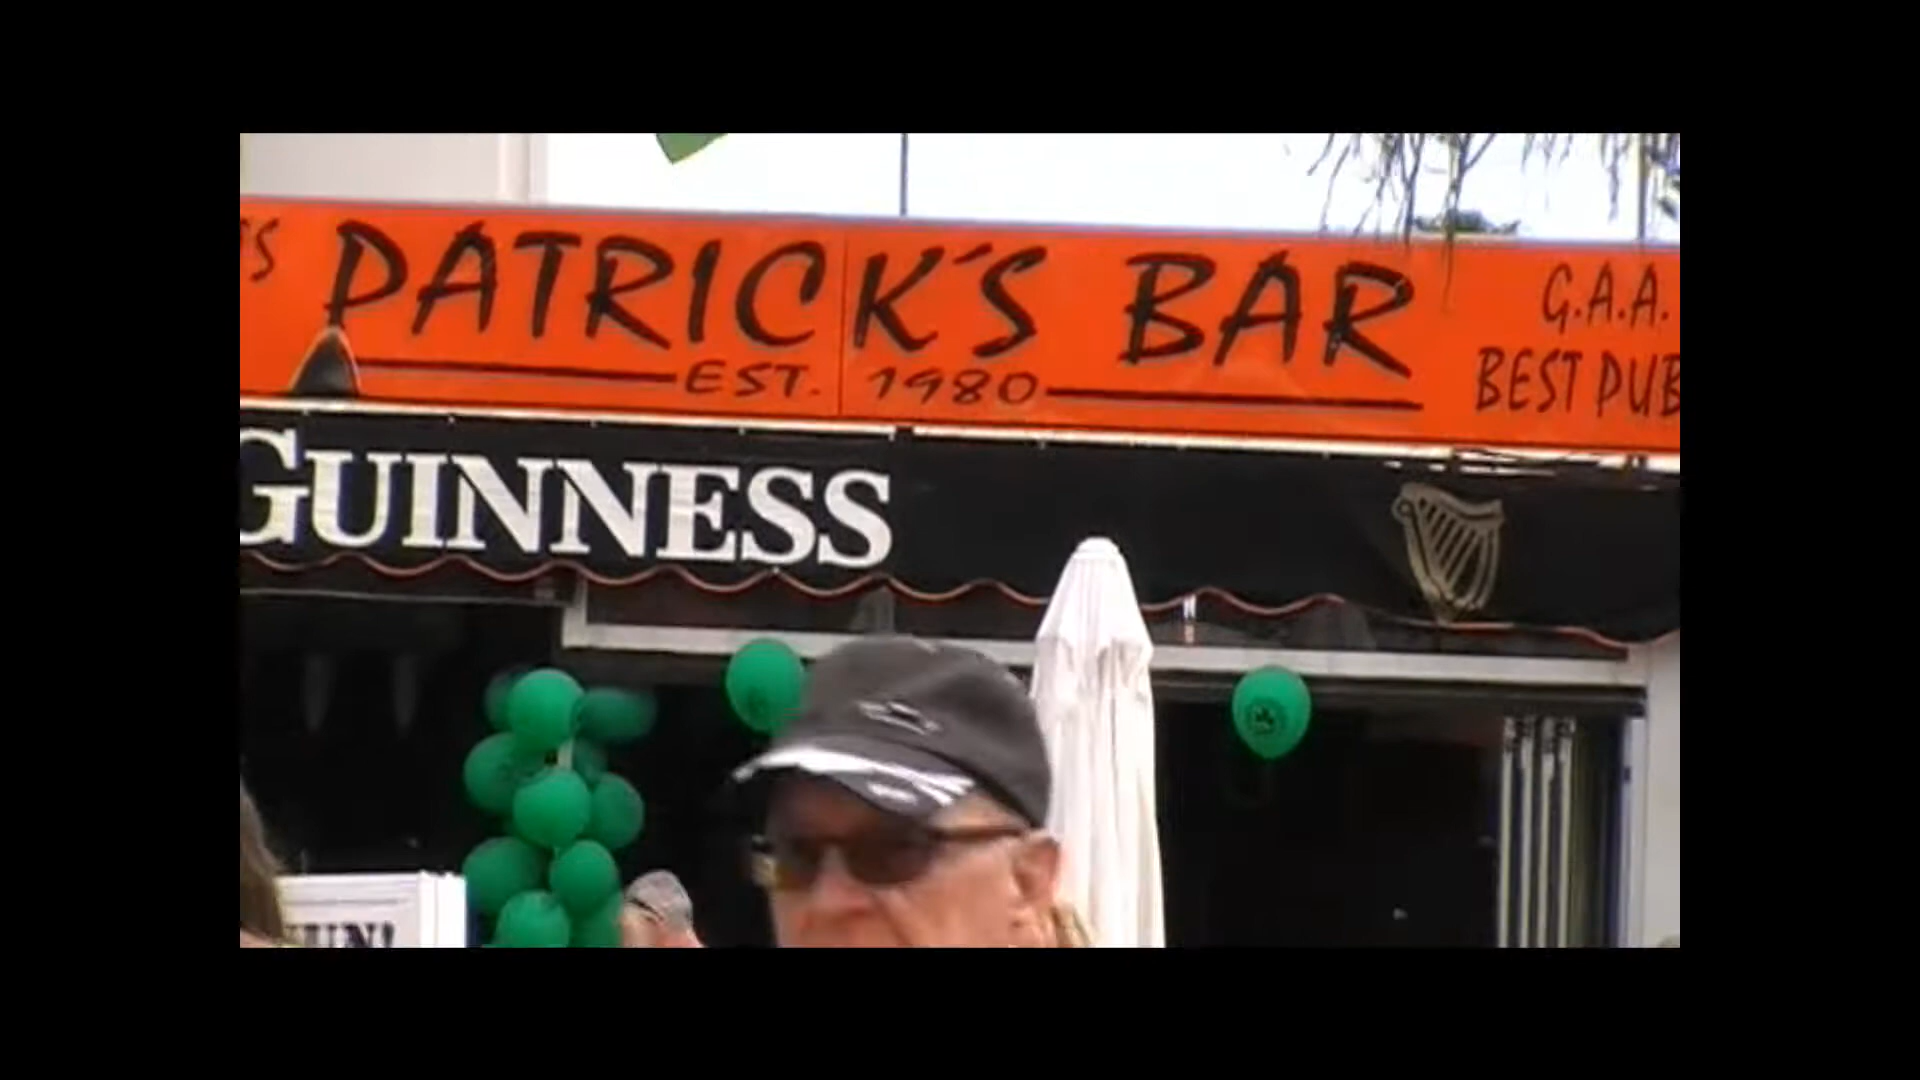 PATRICK'S BAR
EST. 1980
G.A.A.
BEST PUB
GUINNESS